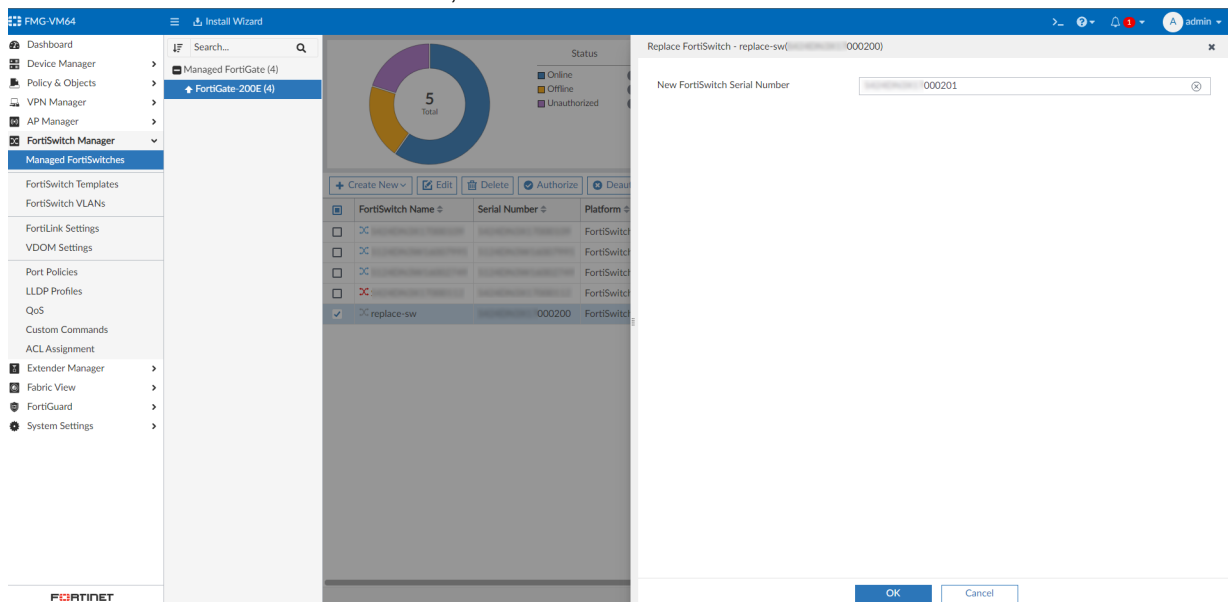 FMG-VM64
Install Wizard
admin
A
1
Dashboard
Device Manager
Policy & Objects
VPN Manager
AP Manager
FortiSwitch Manager
Managed FortiSwitches
FortiSwitch Templates
FortiSwitch VLANs
FortiLink Settings
VDOM Settings
Port Policies
LLDP Profiles
QoS
Custom Commands
ACL Assignment
Extender Manager
Fabric View
FortiGuard
System Settings
FORTINET
Search...
Managed FortiGate (4)
FortiGate-200E (4)
5
Total
Status
Online
Offline
Unauthorized
Create New
Edit
Delete
Authorize
Deau
FortiSwitch Name
Serial Number
Platform
FortiSwitch
FortiSwitch
FortiSwitch
FortiSwitch
replace-sw
000200
FortiSwitch
Replace FortiSwitch - replace-sw( 000200)
New FortiSwitch Serial Number
000201
OK
Cancel